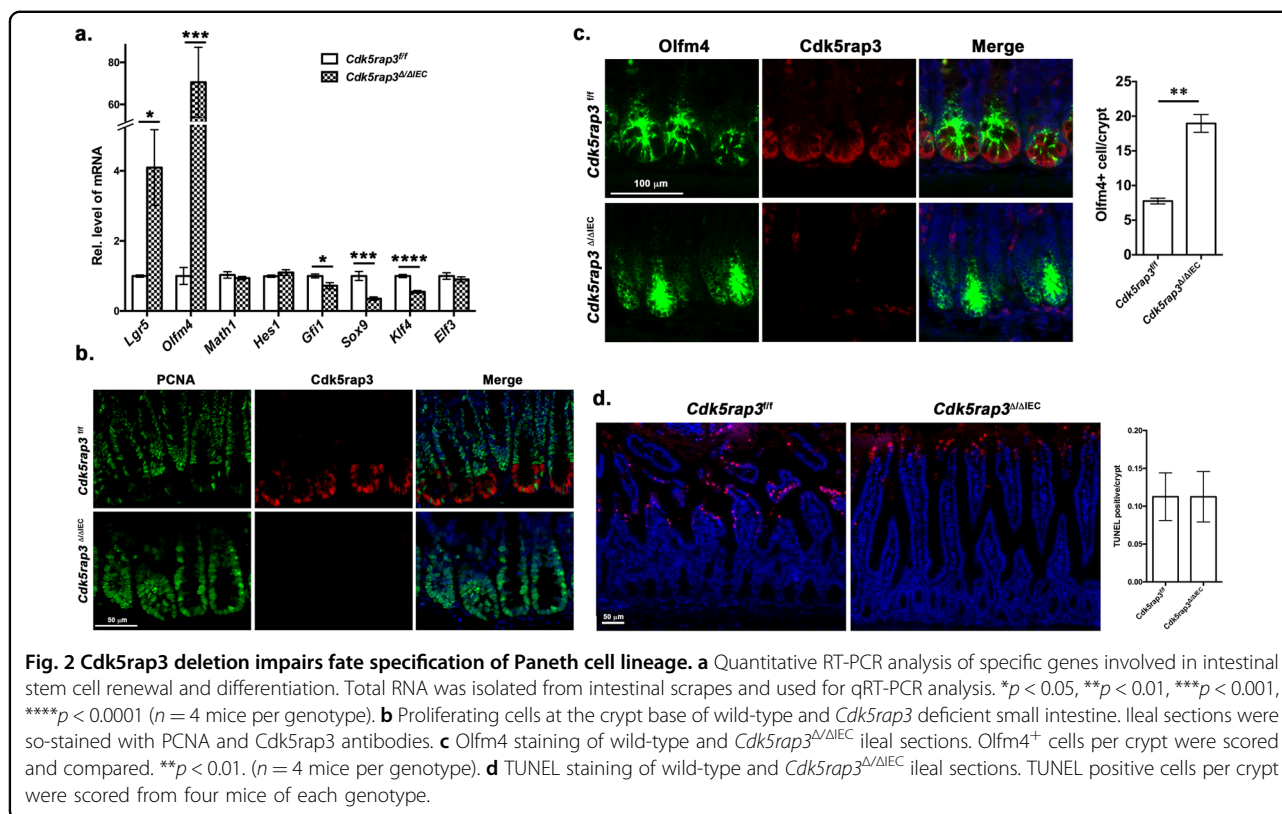 a.
***
80
60
*
4
2
0
Rel. level of mRNA
Cdk5rap3f/f
Cdk5rap3Δ/ΔIEC
*
***
****
Lgr5
Olfm4
Math1
Hes1
Gfi1
Sox9
Klf4
Elf3
b.
PCNA
Cdk5rap3
Merge
Cdk5rap3 f/f
Cdk5rap3 Δ/ΔIEC
50 µm
c.
Olfm4
Cdk5rap3
Merge
Cdk5rap3 f/f
100 µm
Cdk5rap3 Δ/ΔIEC
Olfm4+ cell/crypt
25
20
15
10
5
0
**
Cdk5rap3f/f
Cdk5rap3Δ/ΔIEC
d.
Cdk5rap3f/f
Cdk5rap3Δ/ΔIEC
50 µm
TUNEL positive/crypt
0.20
0.15
0.10
0.05
0.00
Cdk5rap3f/f
Cdk5rap3Δ/ΔIEC
Fig. 2 Cdk5rap3 deletion impairs fate specification of Paneth cell lineage. a Quantitative RT-PCR analysis of specific genes involved in intestinal
stem cell renewal and differentiation. Total RNA was isolated from intestinal scrapes and used for qRT-PCR analysis. *p < 0.05, **p < 0.01, ***p < 0.001,
****p < 0.0001 (n = 4 mice per genotype). b Proliferating cells at the crypt base of wild-type and Cdk5rap3 deficient small intestine. Ileal sections were
so-stained with PCNA and Cdk5rap3 antibodies. c Olfm4 staining of wild-type and Cdk5rap3Δ/ΔIEC ileal sections. Olfm4+ cells per crypt were scored
and compared. **p < 0.01. (n = 4 mice per genotype). d TUNEL staining of wild-type and Cdk5rap3Δ/ΔIEC ileal sections. TUNEL positive cells per crypt
were scored from four mice of each genotype.